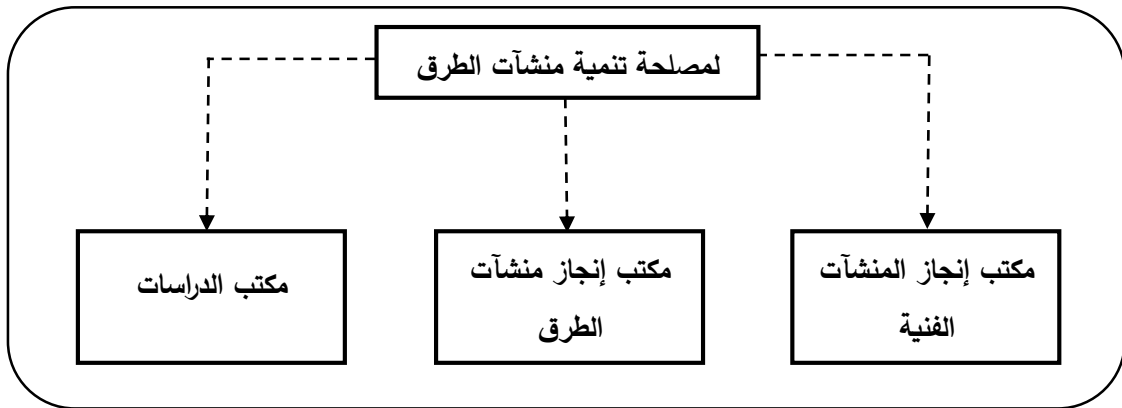 لمصلحة تنمية منشآت الطرق
مكتب إنجاز المنشآت
الفنية
مكتب إنجاز منشآت
الطرق
مكتب الدراسات